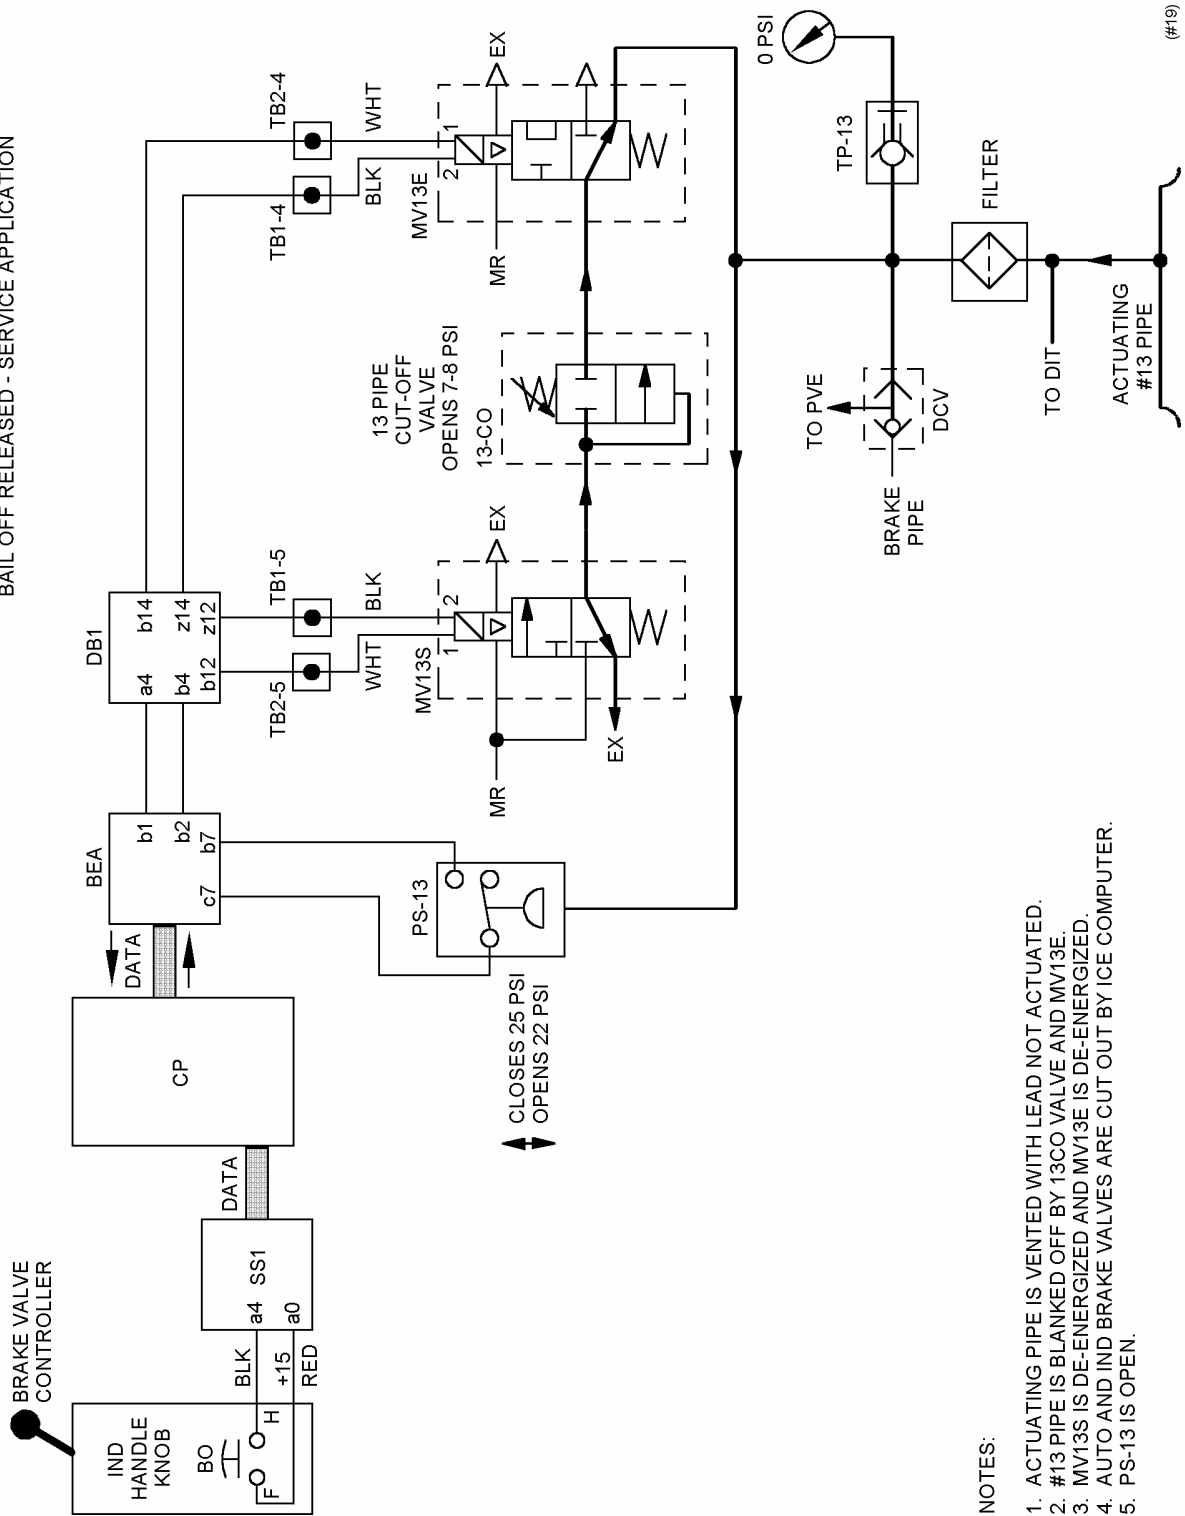 BAIL OFF RELEASED - SERVICE APPLICATION
BRAKE VALVE
CONTROLLER
IND
HANDLE
KNOB
BO
F
H
BLK
+15
RED
a4
a0
SS1
DATA
CP
DATA
BEA
b1
b2
b7
c7
DB1
a4
b14
b4
z14
b12
z12
TB2-5
TB1-5
WHT
BLK
TB1-4
TB2-4
BLK
WHT
MV13S
1
2
EX
MR
EX
MV13E
2
1
EX
MR
13 PIPE
CUT-OFF
VALVE
OPENS 7-8 PSI
13-CO
PS-13
CLOSES 25 PSI
OPENS 22 PSI
0 PSI
TP-13
FILTER
TO PVE
DCV
BRAKE
PIPE
TO DIT
ACTUATING
#13 PIPE
NOTES:
1. ACTUATING PIPE IS VENTED WITH LEAD NOT ACTUATED.
2. #13 PIPE IS BLANKED OFF BY 13CO VALVE AND MV13E.
3. MV13S IS DE-ENERGIZED AND MV13E IS DE-ENERGIZED.
4. AUTO AND IND BRAKE VALVES ARE CUT OUT BY ICE COMPUTER.
5. PS-13 IS OPEN.
(#19)